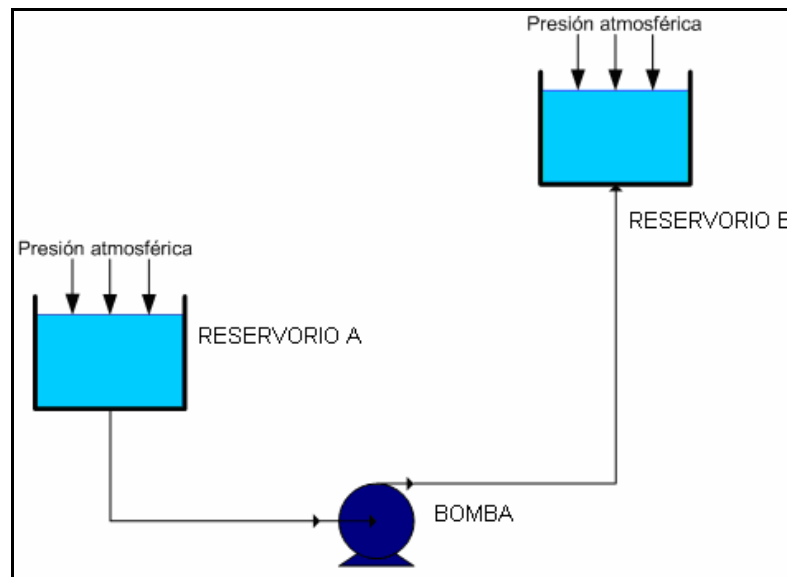 Presión atmosférica
RESERVORIO B
Presión atmosférica
RESERVORIO A
BOMBA